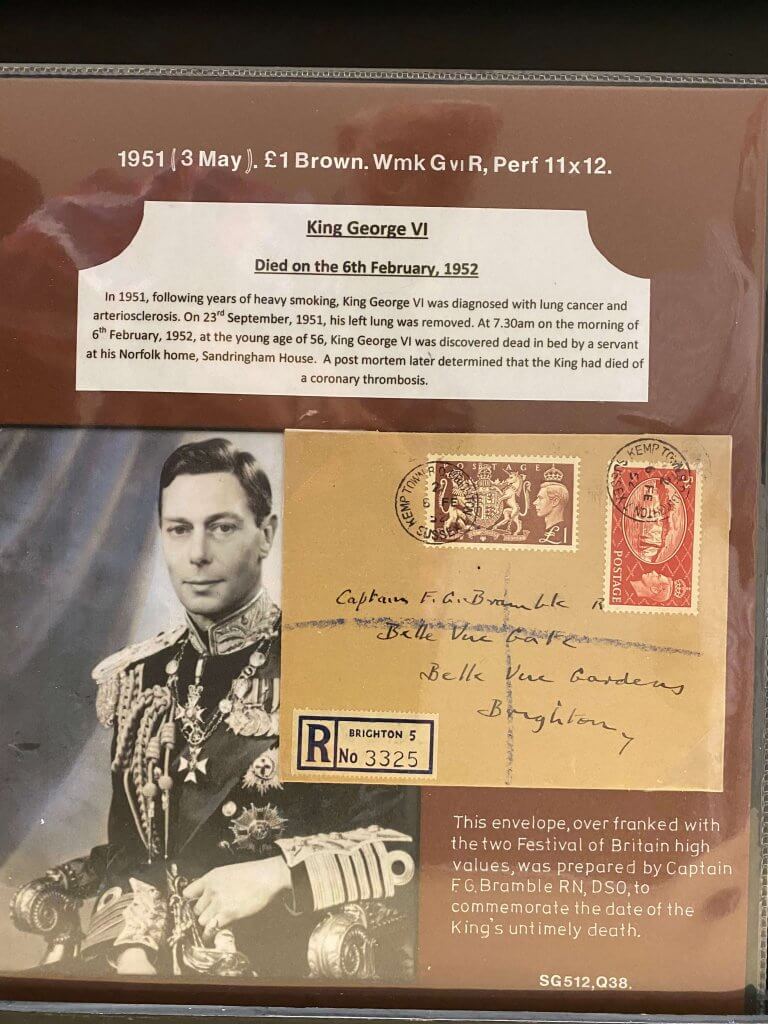 1951 (3 May). £1 Brown. Wmk GviR, Perf 11x12.
King George VI
Died on the 6th February, 1952
In 1951, following years of heavy smoking, King George VI was diagnosed with lung cancer and
arteriosclerosis. On 23rd September, 1951, his left lung was removed. At 7.30am on the morning of
6th February, 1952, at the young age of 56, King George VI was discovered dead in bed by a servant
at his Norfolk home, Sandringham House. A post mortem later determined that the King had died of
a coronary thrombosis.
POSTAGE
£1
KEMP TOWN
6 FE
52
SUSSEX
KEMP TOWN
5s
POSTAGE
Captain F.G. Bramble R
Belle Vue Gate
Belle Vue Gardens
Brighton
R BRIGHTON 5
No 3325
This envelope, over franked with
the two Festival of Britain high
values, was prepared by Captain
F.G.Bramble RN, DSO, to
commemorate the date of the
King's untimely death.
SG512,Q38.